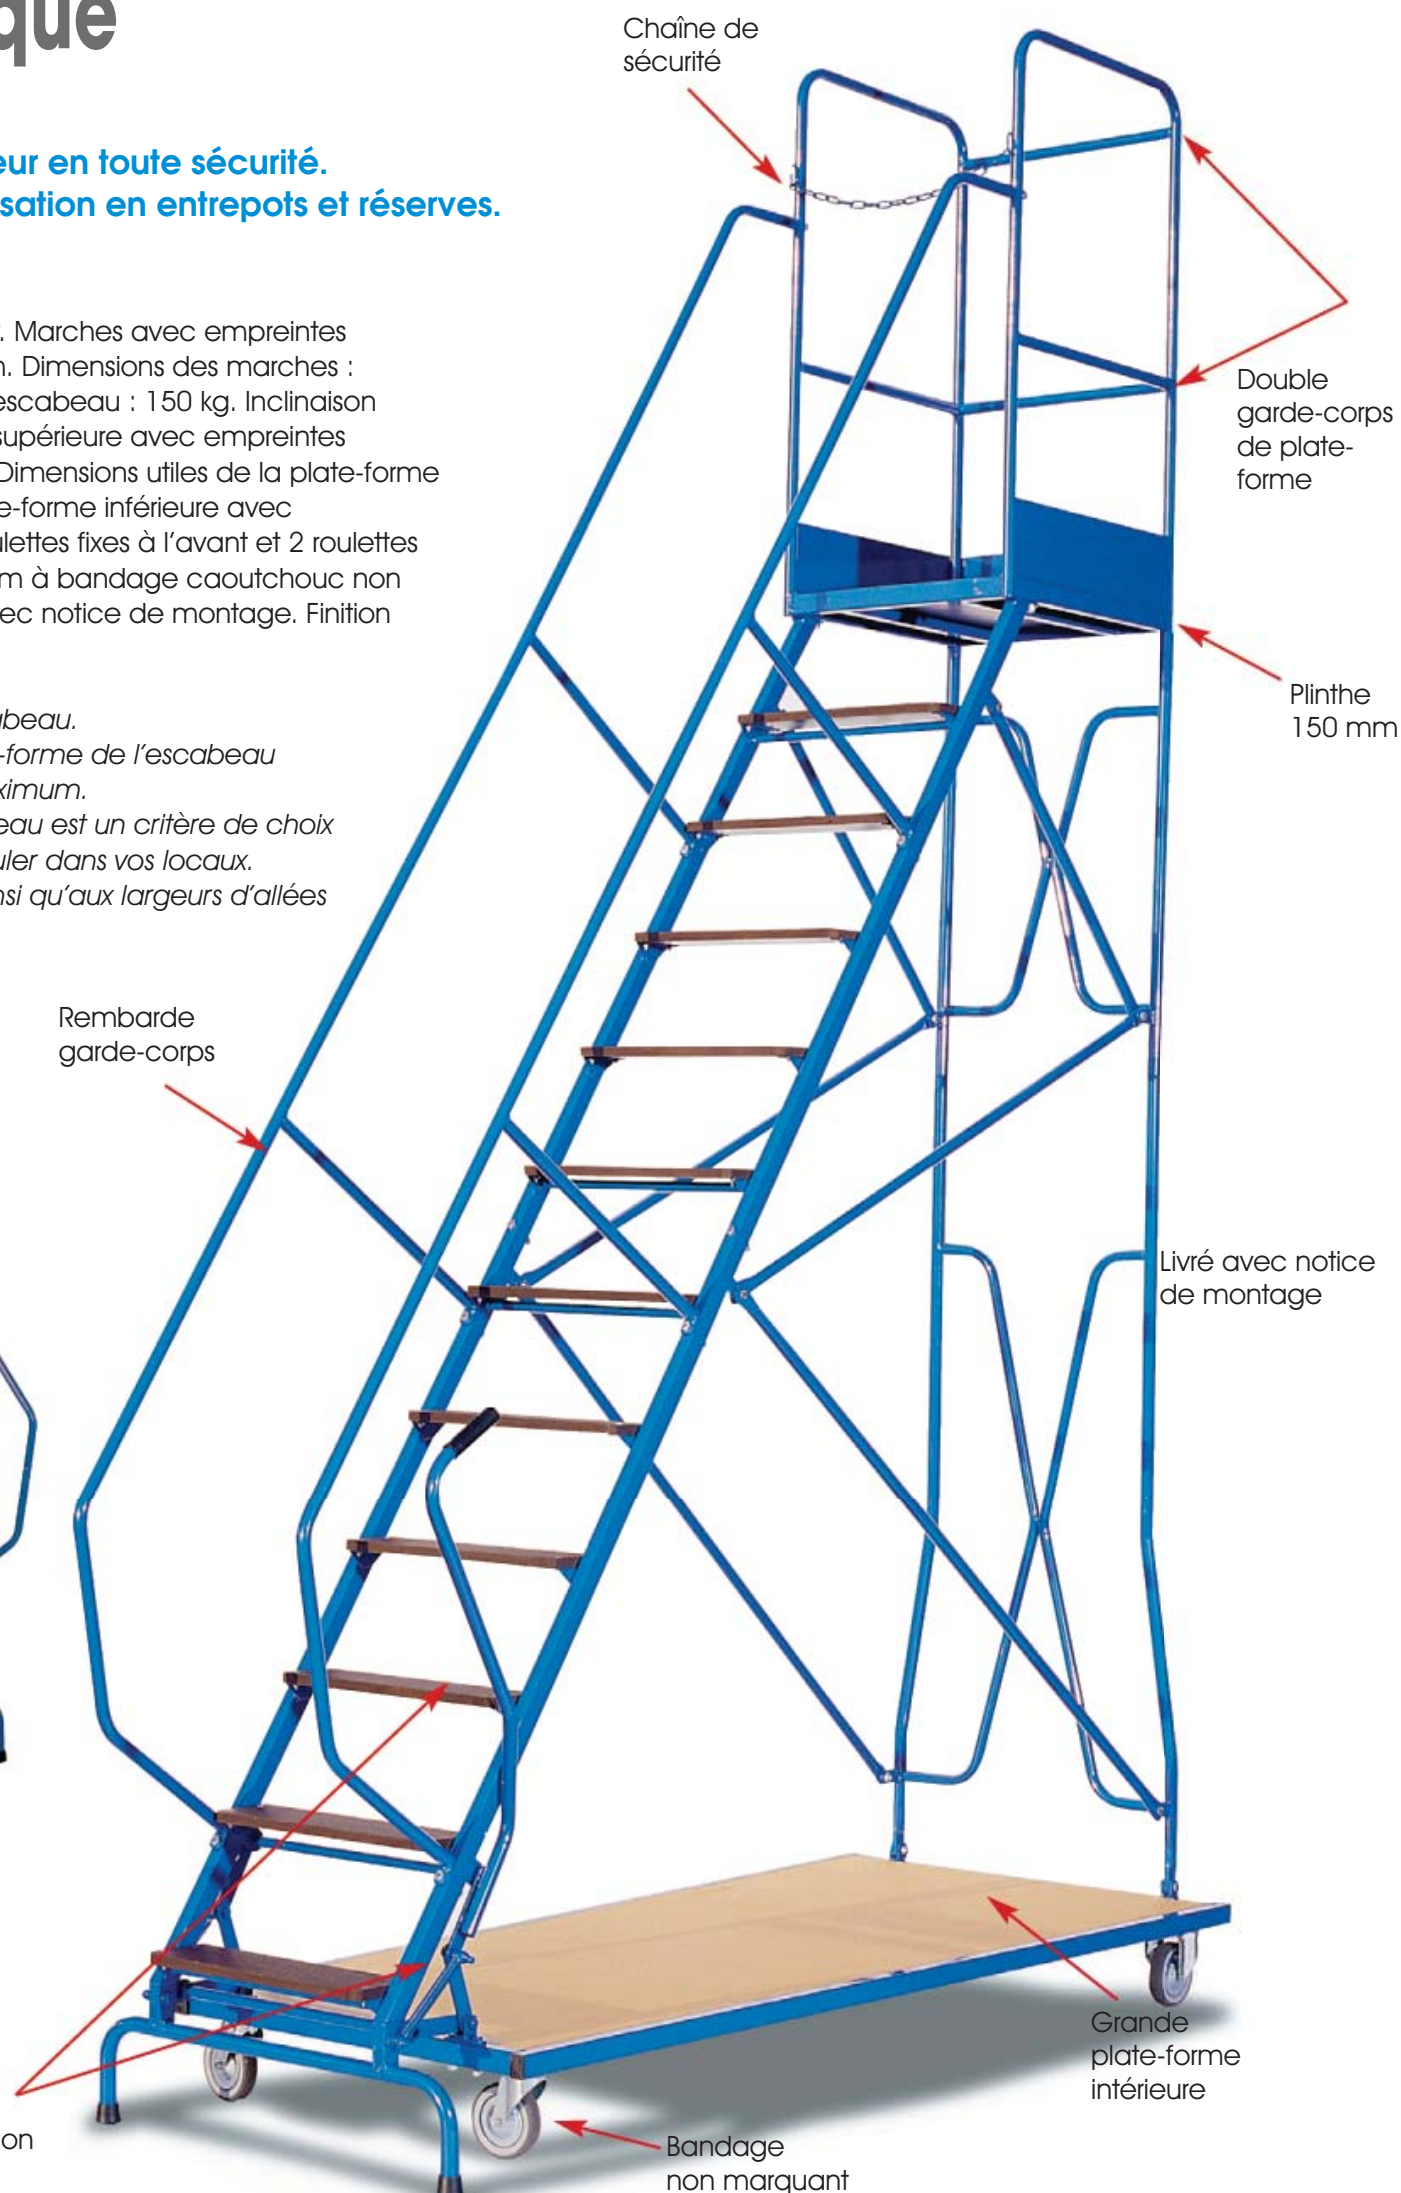 que
eur en toute sécurité.
sation en entrepots et réserves.
. Marches avec empreintes
n. Dimensions des marches :
escabeau : 150 kg. Inclinaison
supérieure avec empreintes
Dimensions utiles de la plate-forme
e-forme inférieure avec
ulettes fixes à l’avant et 2 roulettes
m à bandage caoutchouc non
ec notice de montage. Finition
abeau.
-forme de l’escabeau
ximum.
eau est un critère de choix
uler dans vos locaux.
nsi qu’aux largeurs d’allées
Chaîne de
sécurité
Double
garde-corps
de plate-
forme
Plinthe
150 mm
Rembarde
garde-corps
Livré avec notice
de montage
Grande
plate-forme
intérieure
on
Bandage
non marquant